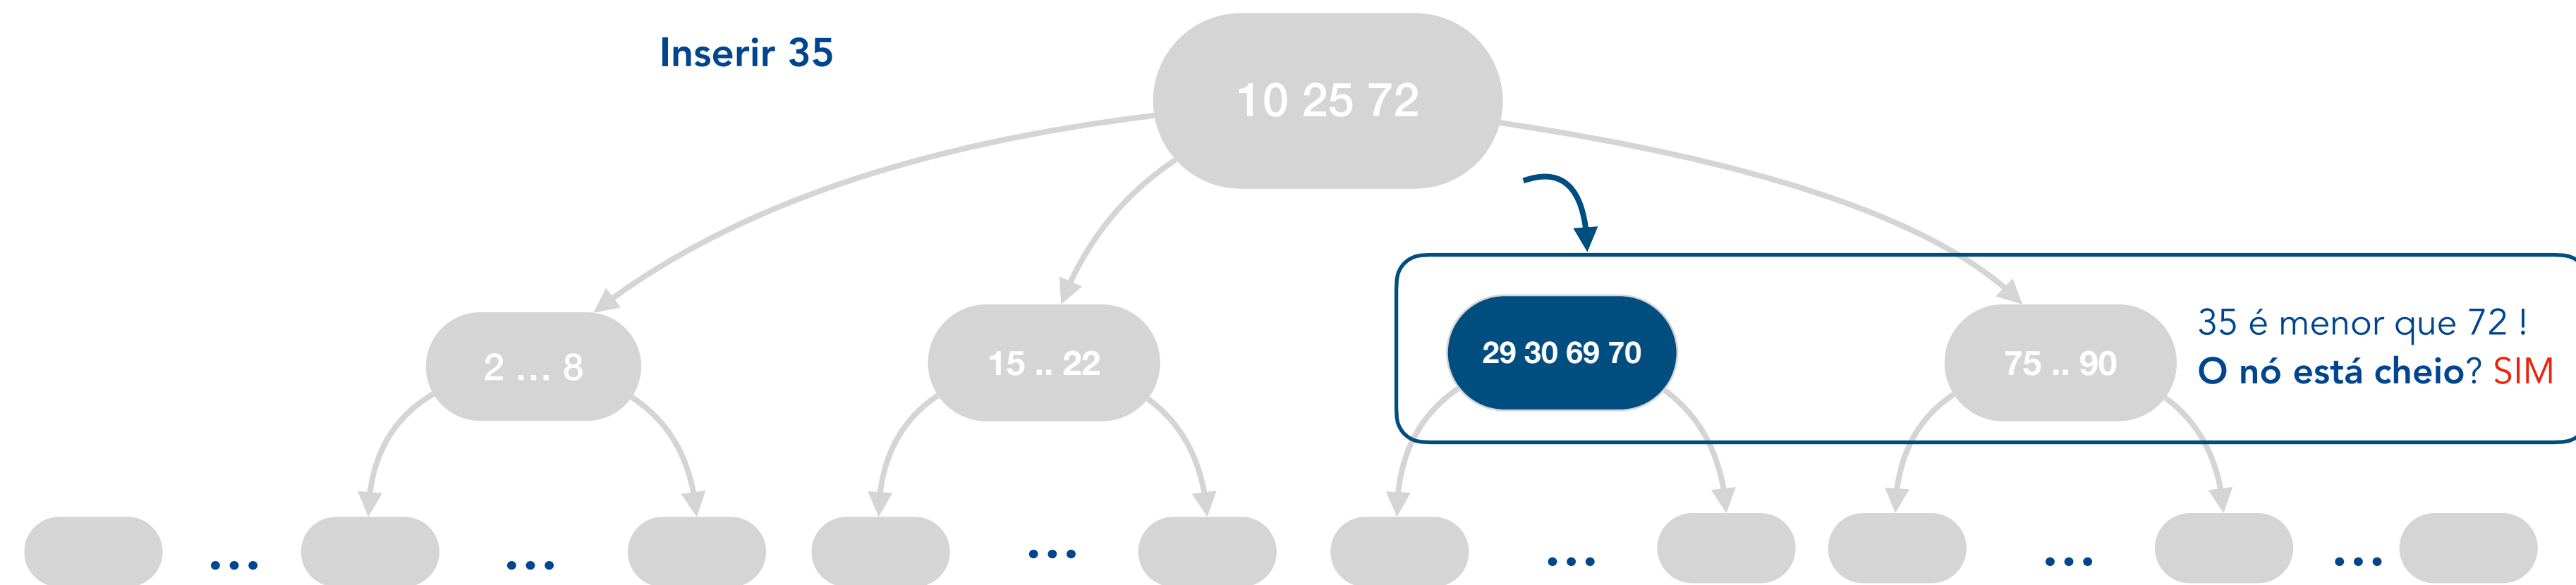 Inserir 35
10 25 72
2 ... 8
15 .. 22
29 30 69 70
75 .. 90
35 é menor que 72 !
O nó está cheio? SIM
... ... ... ... ... ...